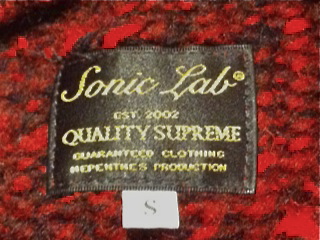 Sonic Lab®
EST. 2002
QUALITY SUPREME
GUARANTEED CLOTHING
NEPENTHES PRODUCTION
S